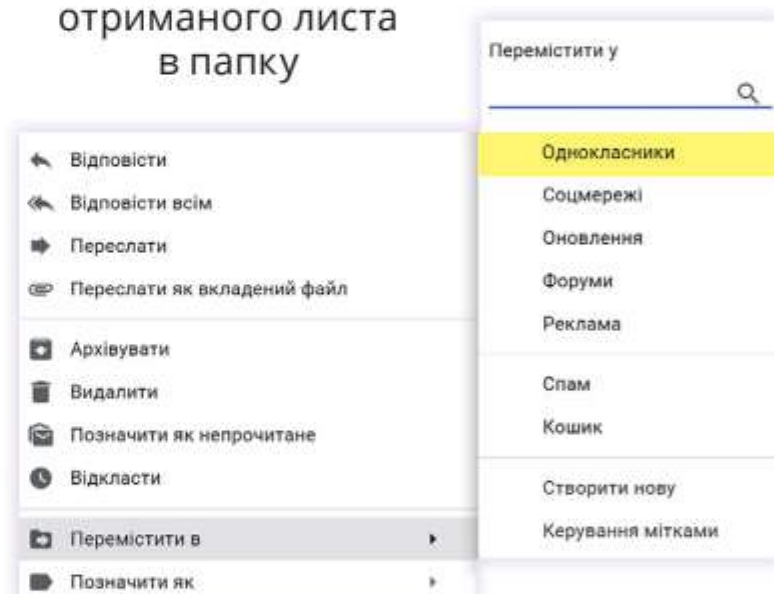 отриманого листа
в папку
Відповісти
Відповісти всім
Переслати
Переслати як вкладений файл
Архівувати
Видалити
Позначити як непрочитане
Відкласти
Перемістити в
Позначити як
Перемістити у
Однокласники
Соцмережі
Оновлення
Форуми
Реклама
Спам
Кошик
Створити нову
Керування мітками